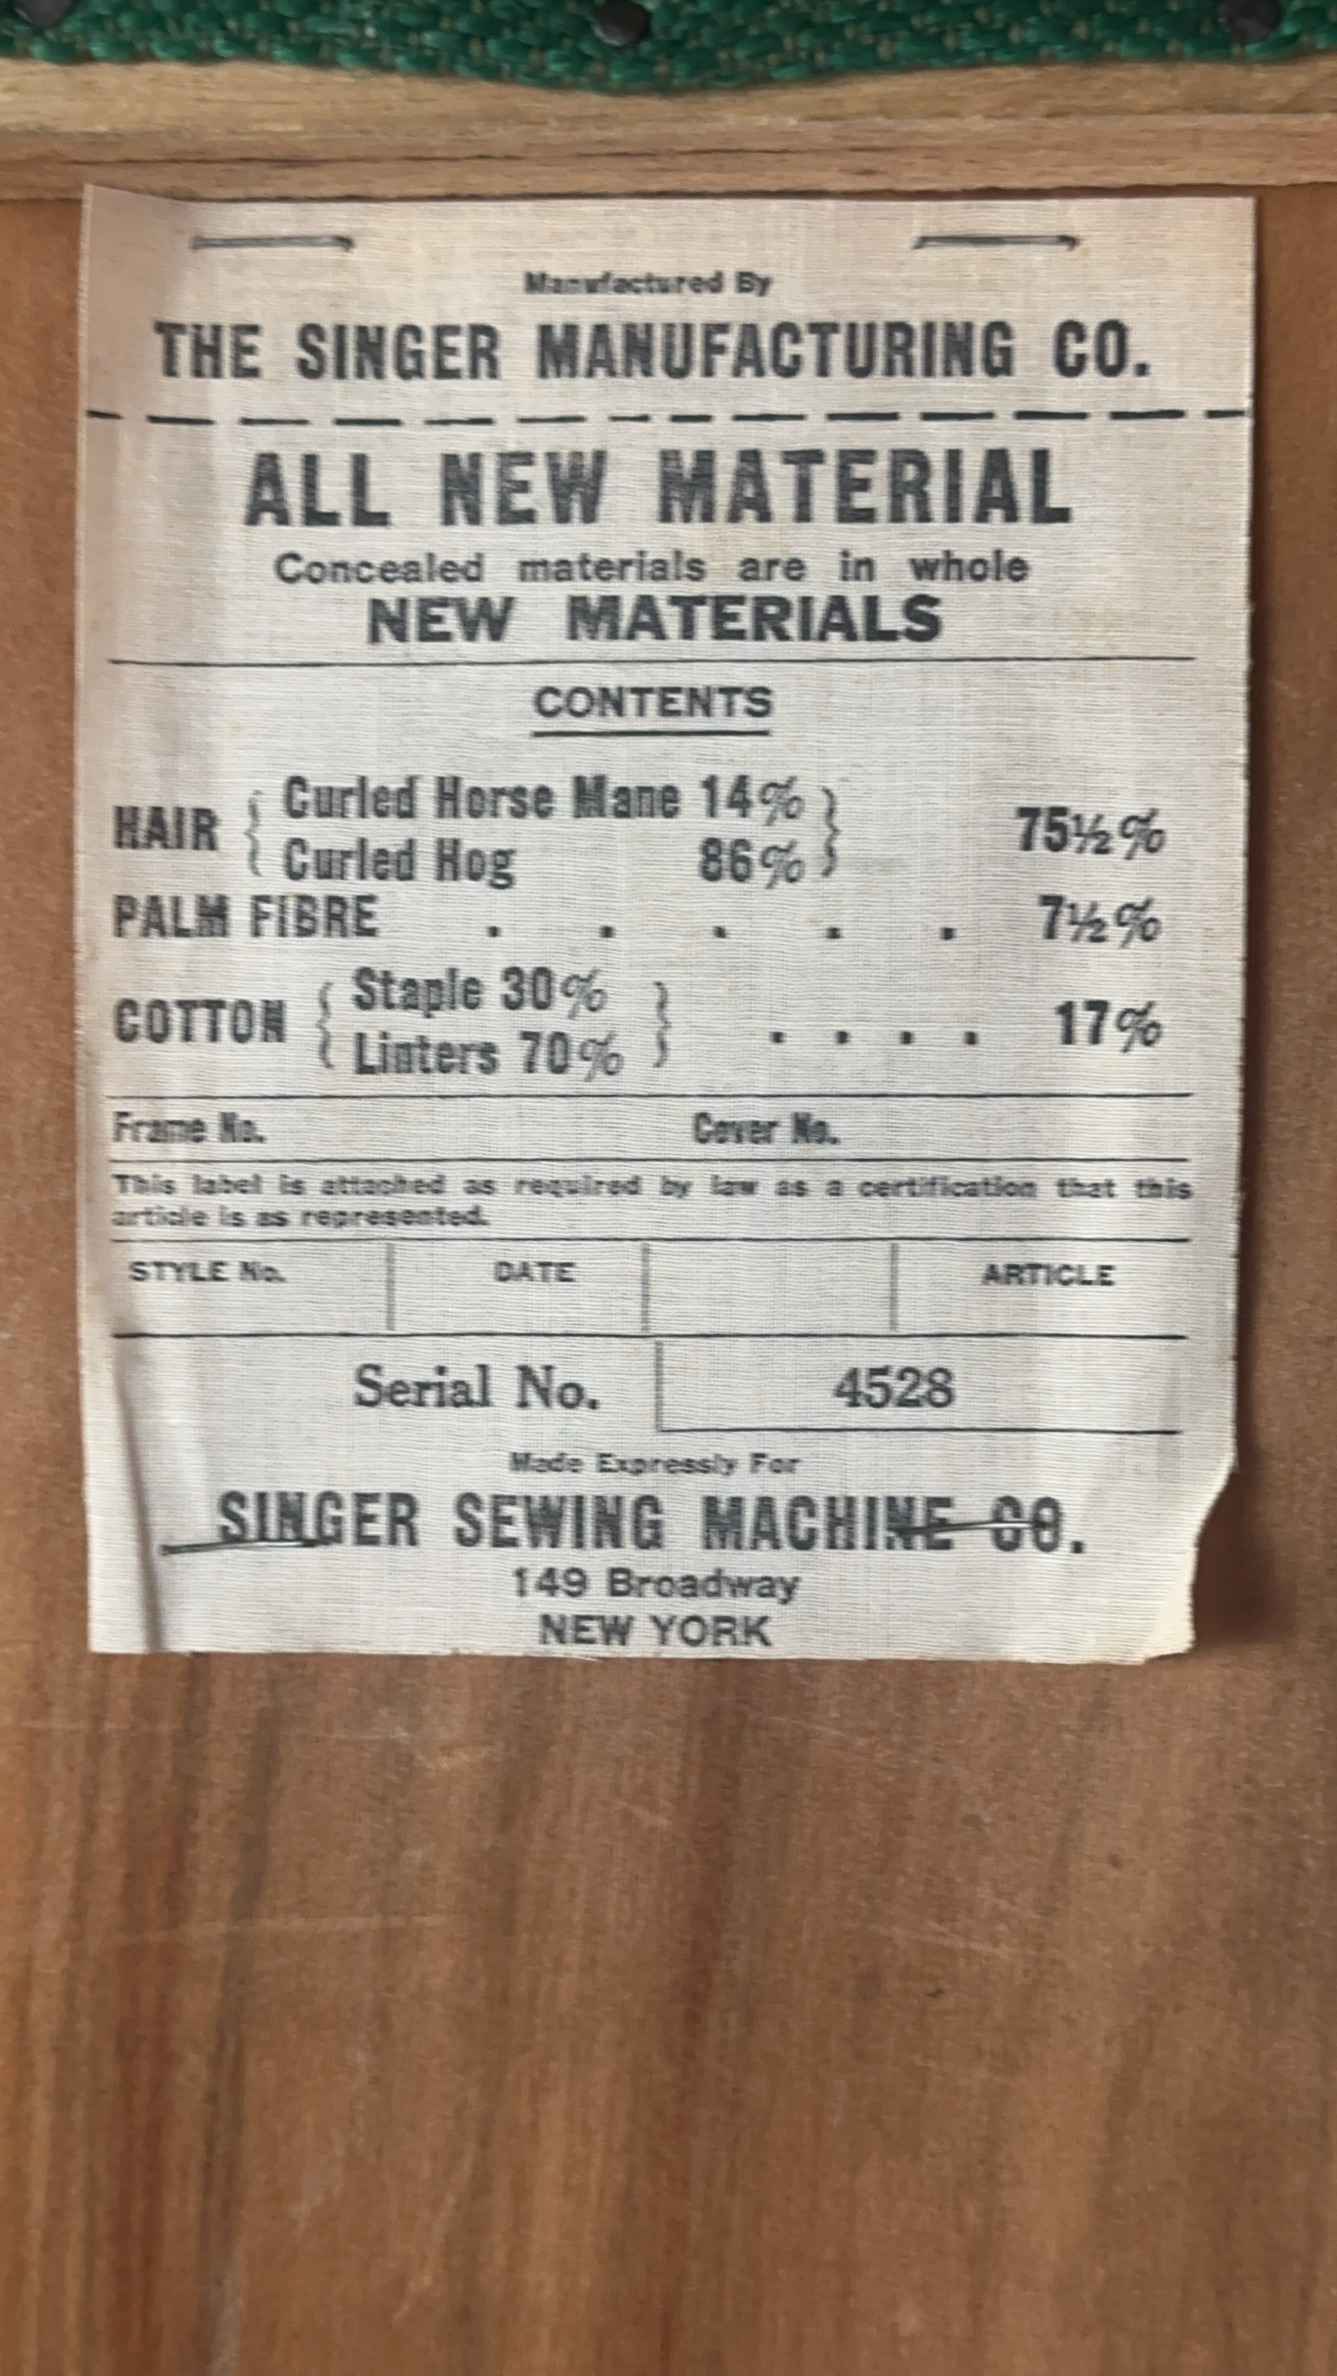 Manufactured By
THE SINGER MANUFACTURING CO.
ALL NEW MATERIAL
Concealed materials are in whole
NEW MATERIALS
CONTENTS
HAIR { Curled Horse Mane 14% } 75½%
{ Curled Hog 86% }
PALM FIBRE . . . . . 7½%
COTTON { Staple 30% } . . . . 17%
{ Linters 70% }
Frame No. Cover No.
This label is attached as required by law as a certification that this
article is as represented.
STYLE No. DATE ARTICLE
Serial No. 4528
Made Expressly For
SINGER SEWING MACHINE CO.
149 Broadway
NEW YORK